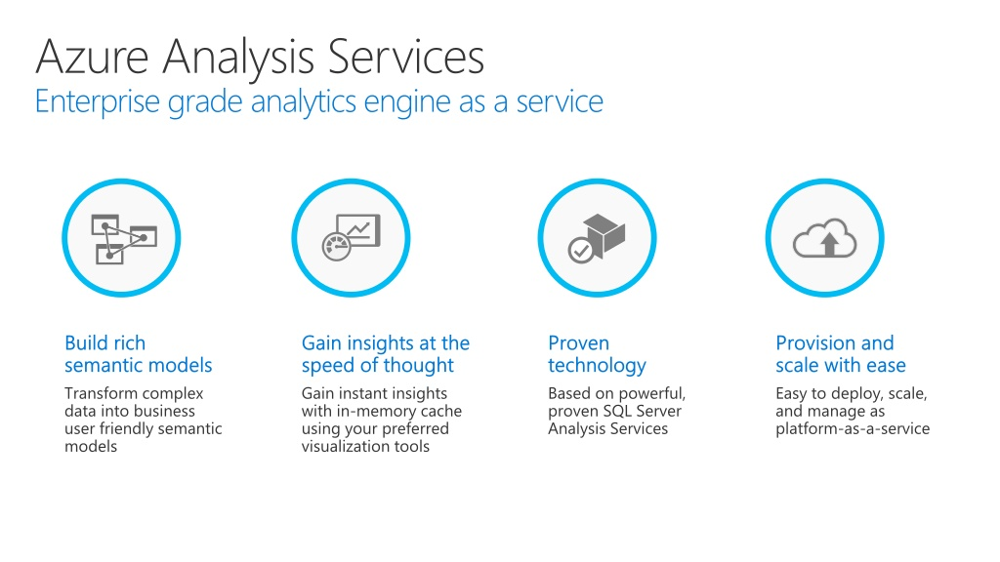 Azure Analysis Services
Enterprise grade analytics engine as a service
Build rich
semantic models
Transform complex
data into business
user friendly semantic
models
Gain insights at the
speed of thought
Gain instant insights
with in-memory cache
using your preferred
visualization tools
Proven
technology
Based on powerful,
proven SQL Server
Analysis Services
Provision and
scale with ease
Easy to deploy, scale,
and manage as
platform-as-a-service